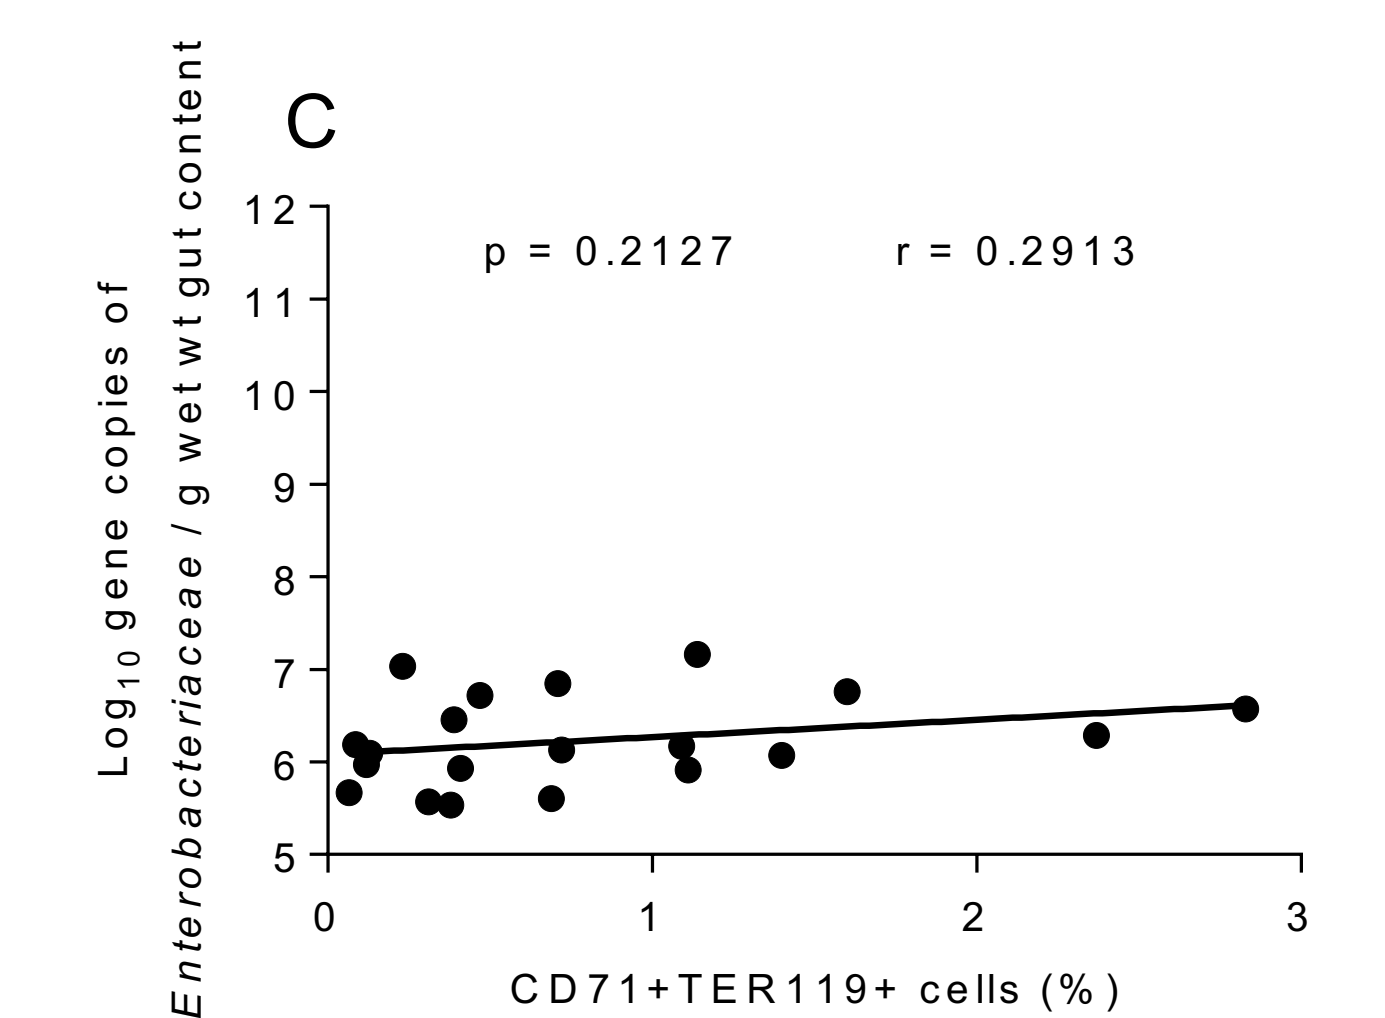 C
Log10 gene copies of
Enterobacteriaceae / g wet wt gut content
12
11
10
9
8
7
6
5
p = 0.2127 r = 0.2913
0 1 2 3
CD71+TER119+ cells (%)